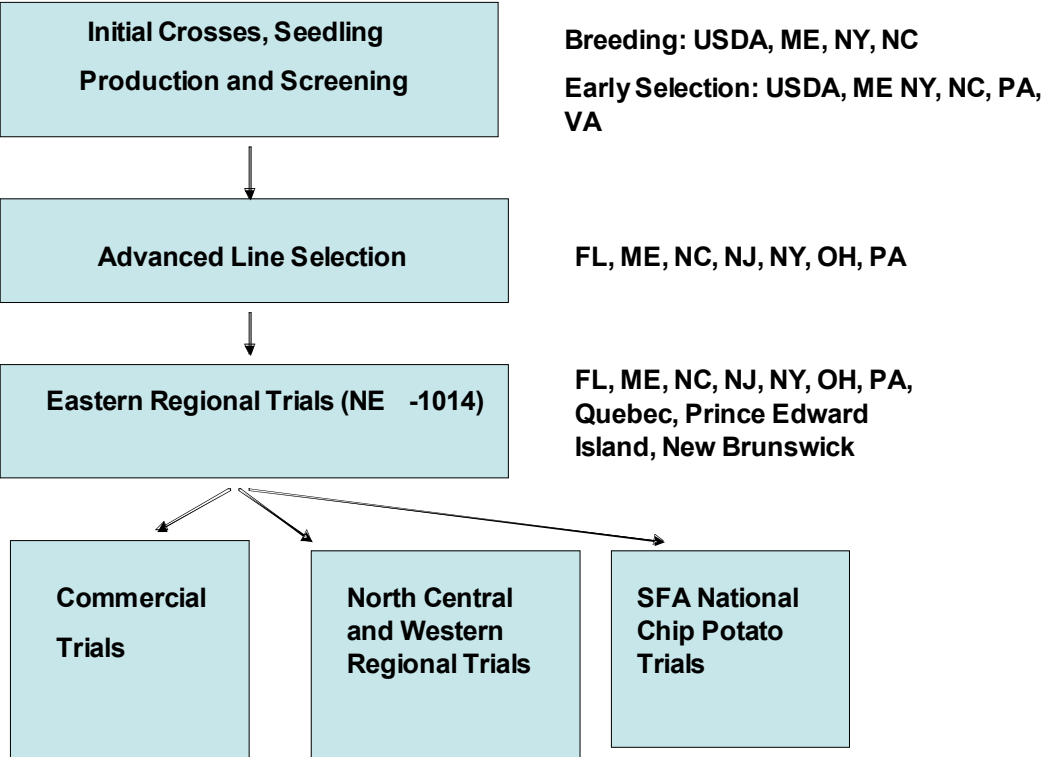 Initial Crosses, Seedling
Production and Screening
Breeding: USDA, ME, NY, NC
Early Selection: USDA, ME NY, NC, PA,
VA
Advanced Line Selection
FL, ME, NC, NJ, NY, OH, PA
Eastern Regional Trials (NE -1014)
FL, ME, NC, NJ, NY, OH, PA,
Quebec, Prince Edward
Island, New Brunswick
Commercial
Trials
North Central
and Western
Regional Trials
SFA National
Chip Potato
Trials